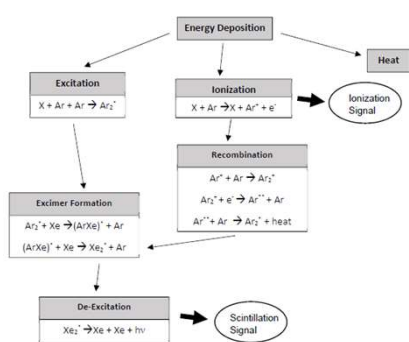 Energy Deposition
Heat
Excitation
X + Ar + Ar → Ar₂*
Ionization
X + Ar → X + Ar⁺ + e⁻
Ionization
Signal
Recombination
Ar⁺ + Ar → Ar₂⁺
Ar₂⁺ + e⁻ → Ar** + Ar
Ar** + Ar → Ar₂* + heat
Excimer Formation
Ar₂* + Xe → (ArXe)* + Ar
(ArXe)* + Xe → Xe₂* + Ar
De-Excitation
Xe₂* → Xe + Xe + hν
Scintillation
Signal